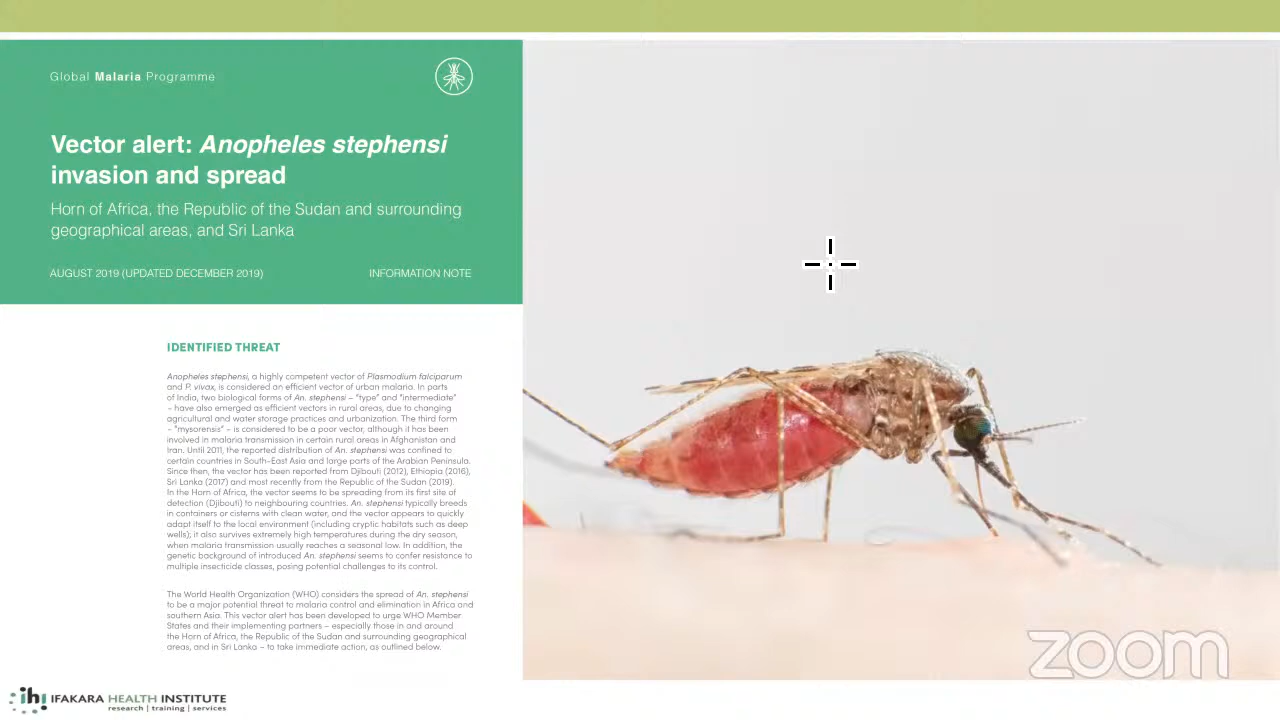 Global Malaria Programme
Vector alert: Anopheles stephensi
invasion and spread
Horn of Africa, the Republic of the Sudan and surrounding
geographical areas, and Sri Lanka
AUGUST 2019 (UPDATED DECEMBER 2019)
INFORMATION NOTE
IDENTIFIED THREAT
Anopheles stephensi, a highly competent vector of Plasmodium falciparum
and P. vivax, is considered an efficient vector of urban malaria. In parts
of India, two biological forms of An. stephensi – "type" and "intermediate"
– have also emerged as efficient vectors in rural areas, due to changing
agricultural and water storage practices and urbanization. The third form
– "mysorensis" – is considered to be a poor vector, although it has been
involved in malaria transmission in certain rural areas in Afghanistan and
Iran. Until 2011, the reported distribution of An. stephensi was confined to
certain countries in South-East Asia and large parts of the Arabian Peninsula.
Since then, the vector has been reported from Djibouti (2012), Ethiopia (2016),
Sri Lanka (2017) and most recently from the Republic of the Sudan (2019).
In the Horn of Africa, the vector seems to be spreading from its first site of
detection (Djibouti) to neighbouring countries. An. stephensi typically breeds
in containers or cisterns with clean water, and the vector appears to quickly
adapt itself to the local environment (including cryptic habitats such as deep
wells); it also survives extremely high temperatures during the dry season,
when malaria transmission usually reaches a seasonal low. In addition, the
genetic background of introduced An. stephensi seems to confer resistance to
multiple insecticide classes, posing potential challenges to its control.
The World Health Organization (WHO) considers the spread of An. stephensi
to be a major potential threat to malaria control and elimination in Africa and
southern Asia. This vector alert has been developed to urge WHO Member
States and their implementing partners – especially those in and around
the Horn of Africa, the Republic of the Sudan and surrounding geographical
areas, and in Sri Lanka – to take immediate action, as outlined below.
zoom
ihi IFAKARA HEALTH INSTITUTE
research | training | services